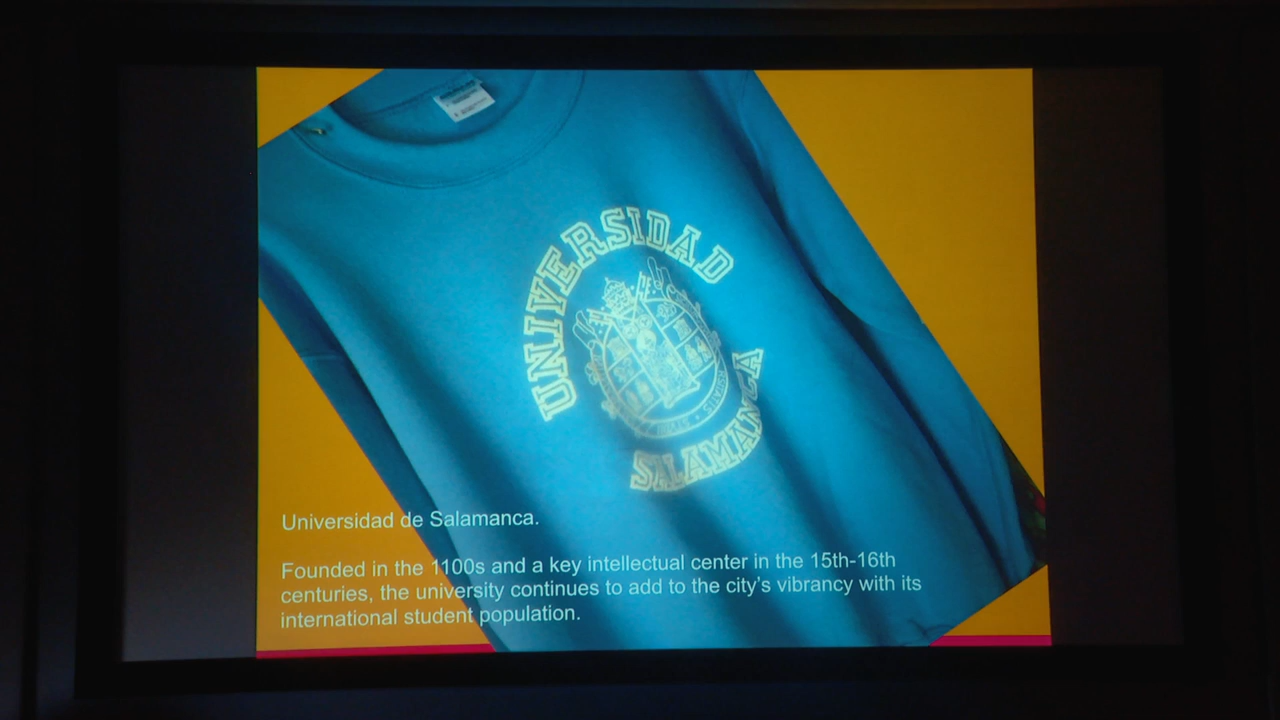 UNIVERSIDAD
SALAMANCA
Universidad de Salamanca.
Founded in the 1100s and a key intellectual center in the 15th-16th
centuries, the university continues to add to the city's vibrancy with its
international student population.